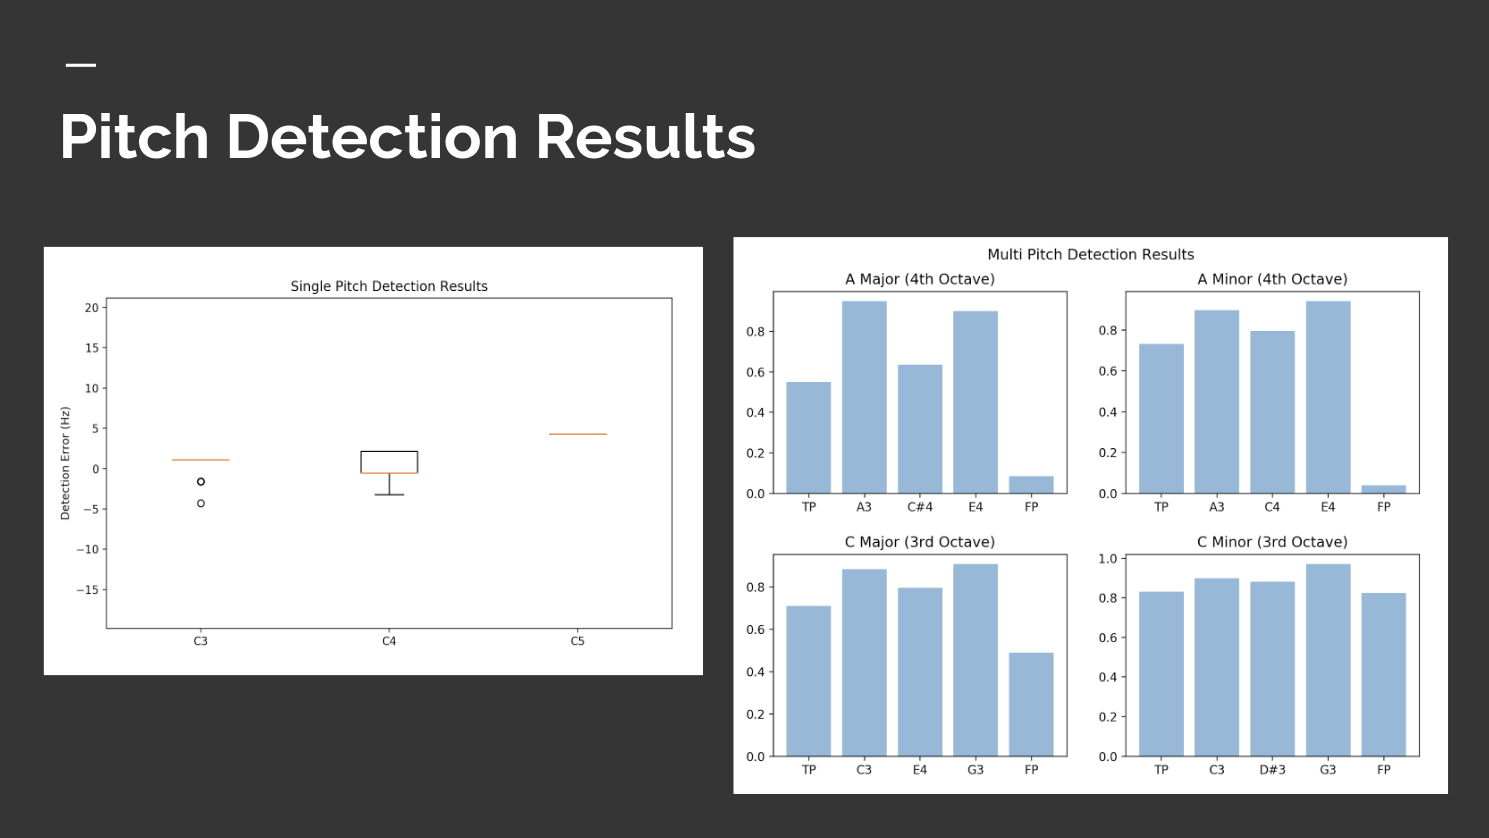 Pitch Detection Results
Single Pitch Detection Results
Detection Error (Hz)
20
15
10
5
0
−5
−10
−15
C3 C4 C5
Multi Pitch Detection Results
A Major (4th Octave)
0.8
0.6
0.4
0.2
0.0
TP A3 C#4 E4 FP
A Minor (4th Octave)
0.8
0.6
0.4
0.2
0.0
TP A3 C4 E4 FP
C Major (3rd Octave)
0.8
0.6
0.4
0.2
0.0
TP C3 E4 G3 FP
C Minor (3rd Octave)
1.0
0.8
0.6
0.4
0.2
0.0
TP C3 D#3 G3 FP